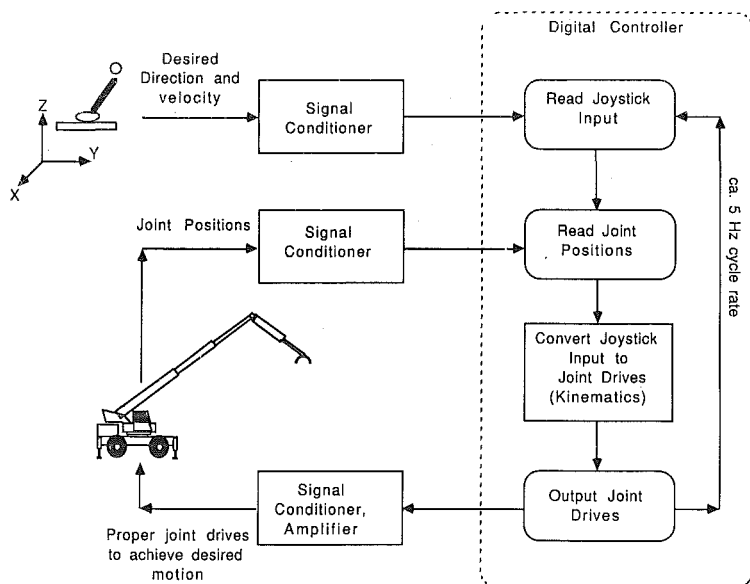 Digital Controller
Desired
Direction and
velocity
Signal
Conditioner
Read Joystick
Input
Z
Y
X
Joint Positions
Signal
Conditioner
Read Joint
Positions
ca. 5 Hz cycle rate
Convert Joystick
Input to
Joint Drives
(Kinematics)
Signal
Conditioner,
Amplifier
Output Joint
Drives
Proper joint drives
to achieve desired
motion